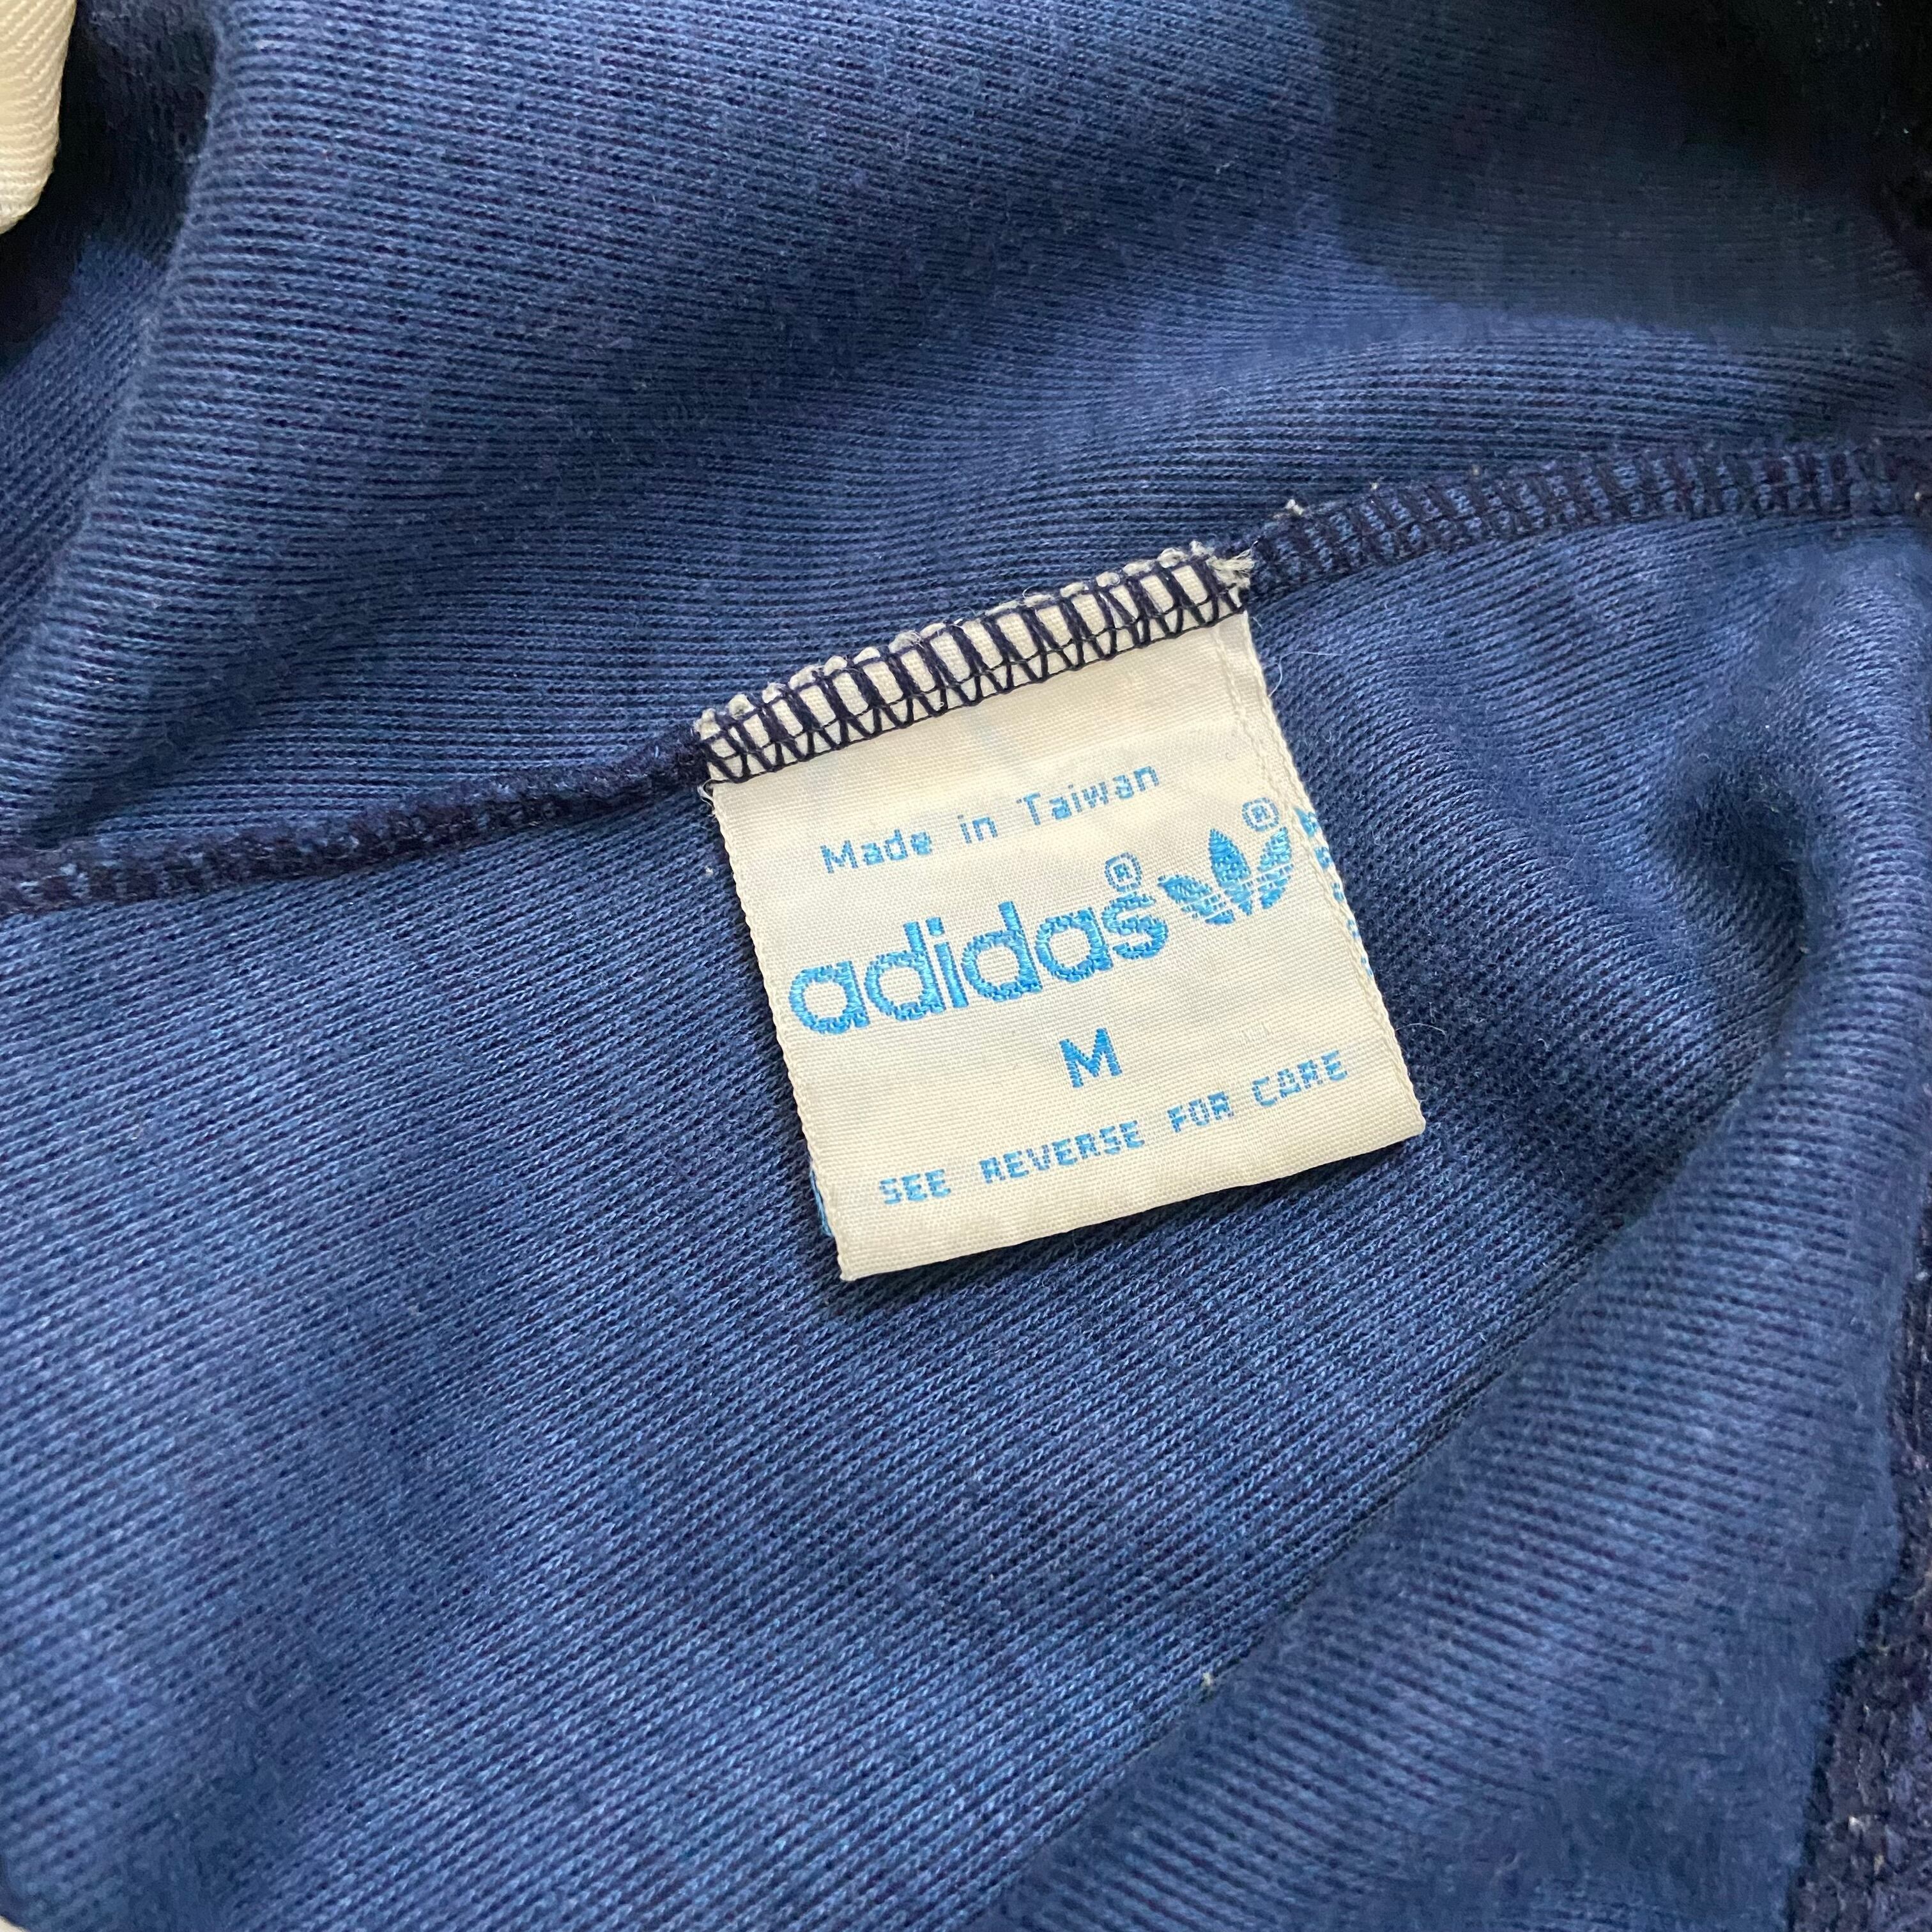 Made in Taiwan
adidas®
®
M
SEE REVERSE FOR CARE